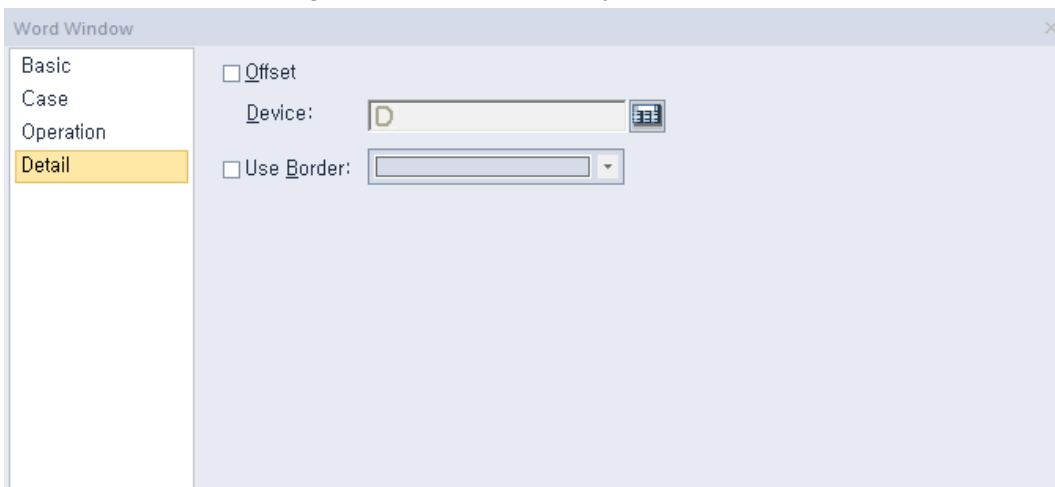 Word Window
Basic
Case
Operation
Detail
Offset
Device:
D
Use Border: